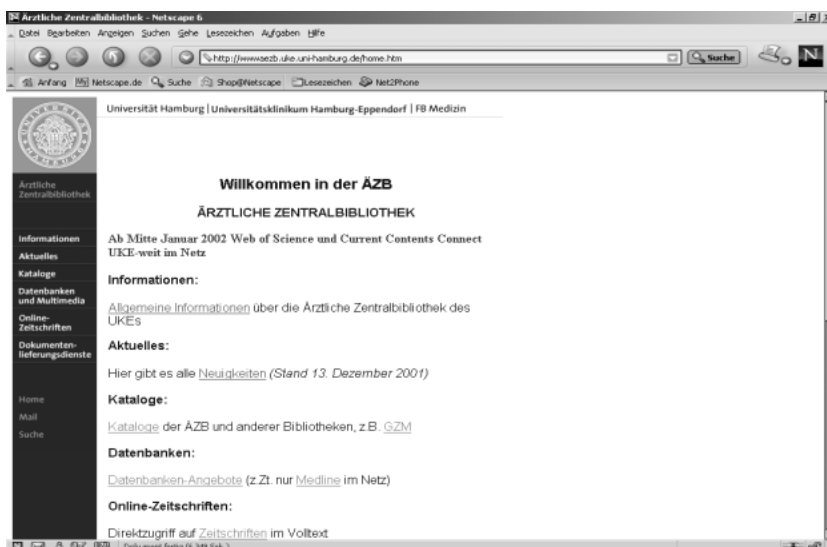 Ärztliche Zentralbibliothek - Netscape 6
Datei Bearbeiten Anzeigen Suchen Gehe Lesezeichen Aufgaben Hilfe
http://wwwaezb.uke.uni-hamburg.de/home.htm Suche N
Anfang Netscape.de Suche Shop@Netscape Lesezeichen Net2Phone
Universität Hamburg | Universitätsklinikum Hamburg-Eppendorf | FB Medizin
Ärztliche
Zentralbibliothek
Informationen
Aktuelles
Kataloge
Datenbanken
und Multimedia
Online-
Zeitschriften
Dokumenten-
lieferungsdienste
Home
Mail
Suche
Willkommen in der ÄZB
ÄRZTLICHE ZENTRALBIBLIOTHEK
Ab Mitte Januar 2002 Web of Science und Current Contents Connect
UKE-weit im Netz
Informationen:
Allgemeine Informationen über die Ärztliche Zentralbibliothek des
UKEs
Aktuelles:
Hier gibt es alle Neuigkeiten (Stand 13. Dezember 2001)
Kataloge:
Kataloge der ÄZB und anderer Bibliotheken, z.B. GZM
Datenbanken:
Datenbanken-Angebote (z.Zt. nur Medline im Netz)
Online-Zeitschriften:
Direktzugriff auf Zeitschriften im Volltext